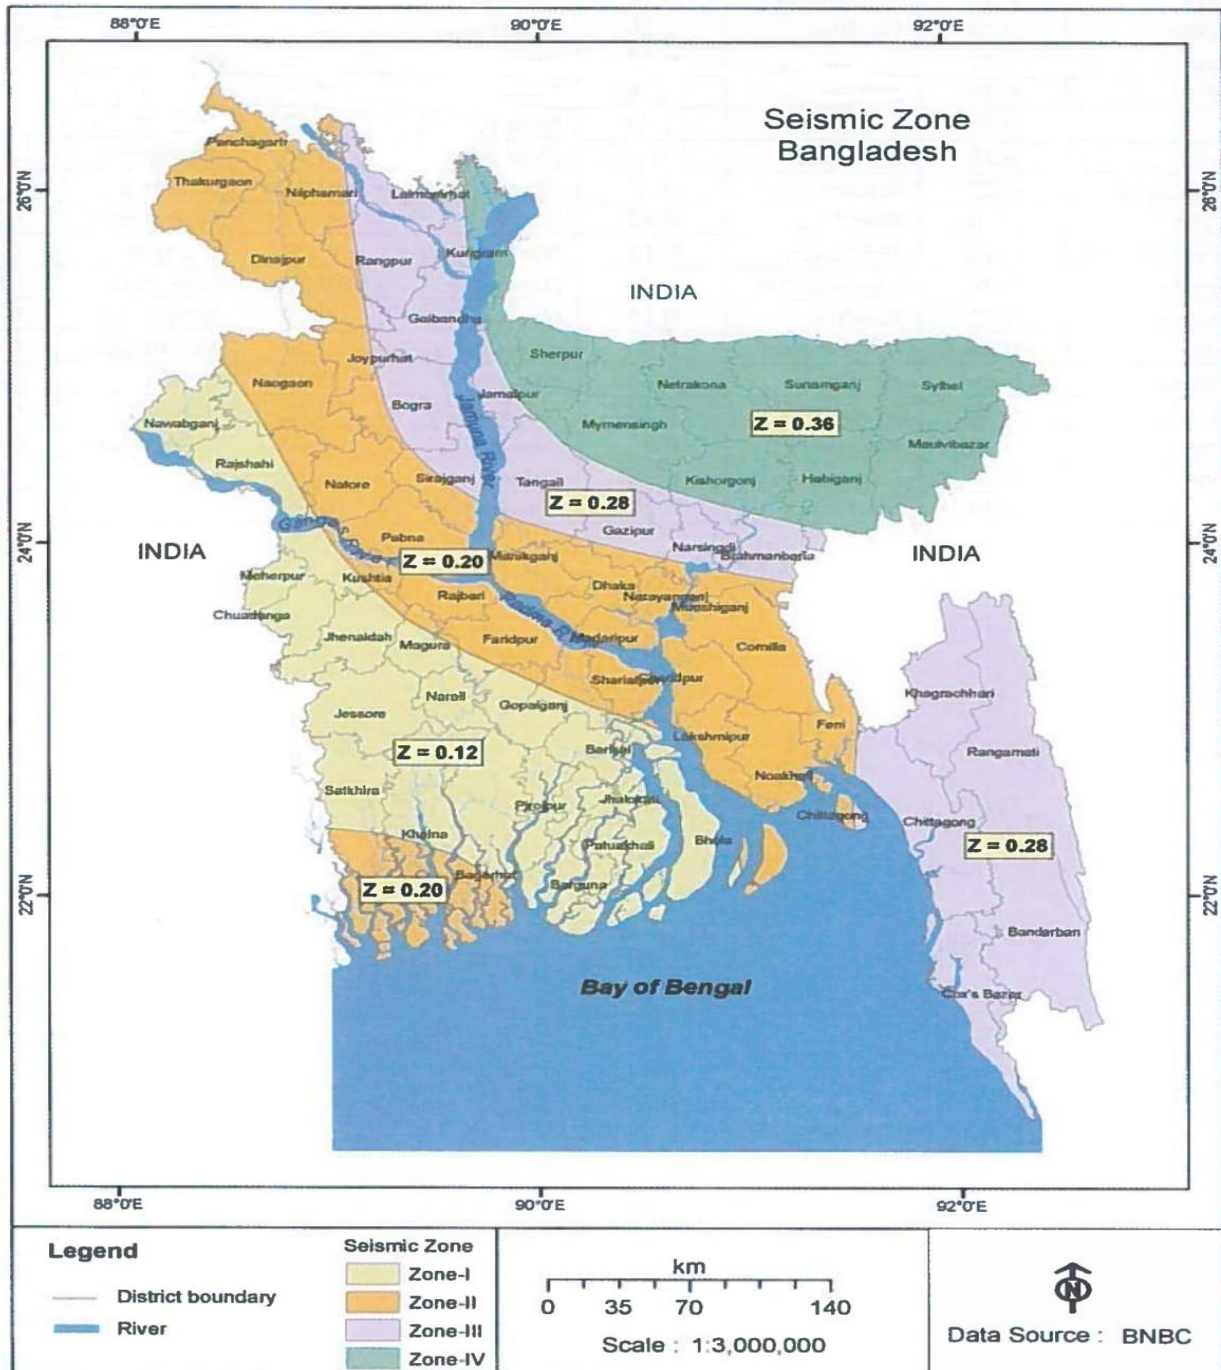 88°0'E
90°0'E
92°0'E
Seismic Zone
Bangladesh
Panchagarh
Thakurgaon
Nilphamari
Lalmonirhat
26°0'N
26°0'N
Dinajpur
Rangpur
Kurigram
INDIA
Gaibandha
Joypurhat
Sherpur
Naogaon
Jamalpur
Netrakona
Sunamganj
Sylhet
Bogra
Jamuna River
Mymensingh
Z = 0.36
Nawabganj
Maulvibazar
Rajshahi
Natore
Sirajganj
Tangail
Kishorgonj
Habiganj
Z = 0.28
Ganges River
Gazipur
24°0'N
INDIA
Pabna
Z = 0.20
Manikganj
Narsingdi
Brahmanbaria
INDIA
24°0'N
Meherpur
Kushtia
Dhaka
Chuadanga
Rajbari
Padma River
Narayanganj
Munshiganj
Jhenaidah
Magura
Faridpur
Madaripur
Comilla
Shariatpur
Chandpur
Khagrachhari
Jessore
Narail
Gopalganj
Feni
Lakshmipur
Rangamati
Z = 0.12
Barisal
Noakhali
Satkhira
Pirojpur
Jhalokati
Chittagong
Chittagong
Khulna
Patuakhali
Bhola
Z = 0.28
Bagerhat
Barguna
22°0'N
Z = 0.20
22°0'N
Bandarban
Bay of Bengal
Cox's Bazar
88°0'E
90°0'E
92°0'E
Legend
District boundary
River
Seismic Zone
Zone-I
Zone-II
Zone-III
Zone-IV
km
0 35 70 140
Scale : 1:3,000,000
N
Data Source : BNBC